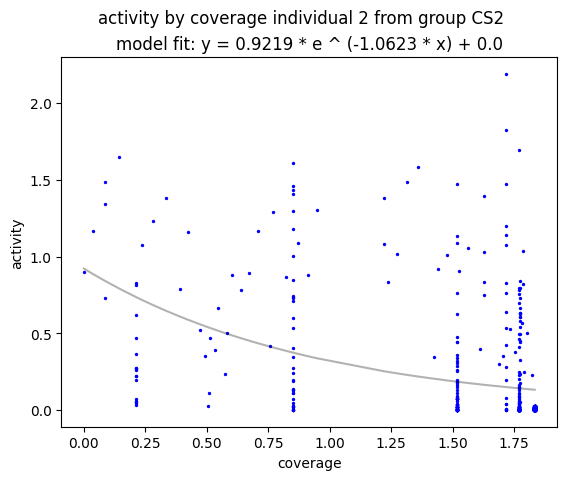 activity by coverage individual 2 from group CS2
model fit: y = 0.9219 * e ^ (-1.0623 * x) + 0.0
2.0
1.5
1.0
0.5
0.0
activity
0.00 0.25 0.50 0.75 1.00 1.25 1.50 1.75
coverage